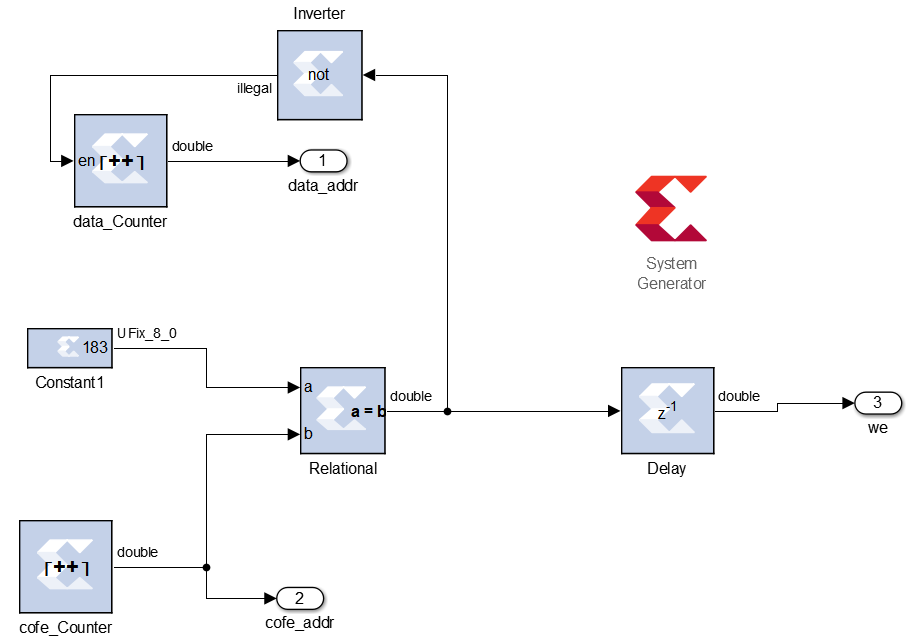 Inverter
not
illegal
en ⌈++⌉
double
1
data_addr
data_Counter
System
Generator
183
UFix_8_0
Constant1
a
a = b
b
double
Relational
z-1
double
Delay
3
we
⌈++⌉
double
cofe_Counter
2
cofe_addr